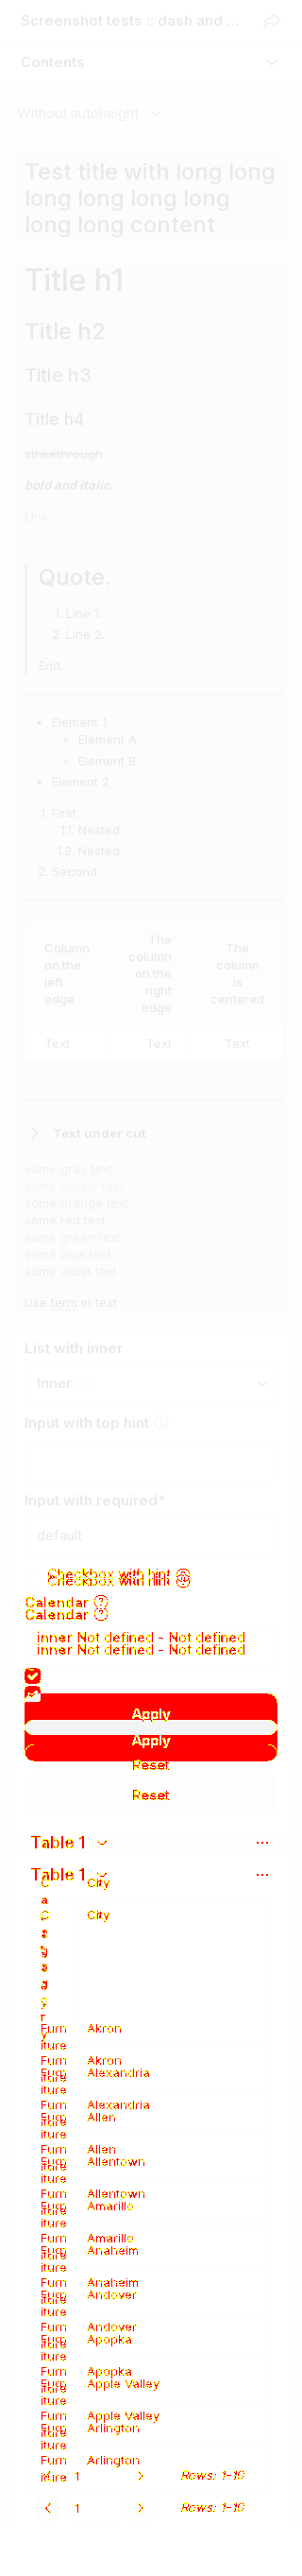 Screenshot tests :: dash and ...
Contents
Without autoheight
Test title with long long
long long long long
long long content
Title h1
Title h2
Title h3
Title h4
strikethrough
bold and italic
Link
Quote.
1. Line 1.
2. Line 2.
End.
Element 1
Element A
Element B
Element 2
1. First
1.1. Nested
1.2. Nested
2. Second
Column on the left edge
The column on the right edge
The column is centered
Text Text Text
Text under cut
some gray text
some yellow text
some orange text
some red text
some green text
some blue text
some violet text
Use term in text
List with inner
Inner —
Input with top hint
Input with required*
default
Checkbox with hint
Checkbox with hint
Calendar
Calendar
inner Not defined - Not defined
inner Not defined - Not defined
Apply
Apply
Reset
Reset
Table 1
Table 1
City
City
Furniture Akron
Furniture Akron
Furniture Alexandria
Furniture Alexandria
Furniture Allen
Furniture Allen
Furniture Allentown
Furniture Allentown
Furniture Amarillo
Furniture Amarillo
Furniture Anaheim
Furniture Anaheim
Furniture Andover
Furniture Andover
Furniture Apopka
Furniture Apopka
Furniture Apple Valley
Furniture Apple Valley
Furniture Arlington
Furniture Arlington
1 Rows: 1-10
1 Rows: 1-10